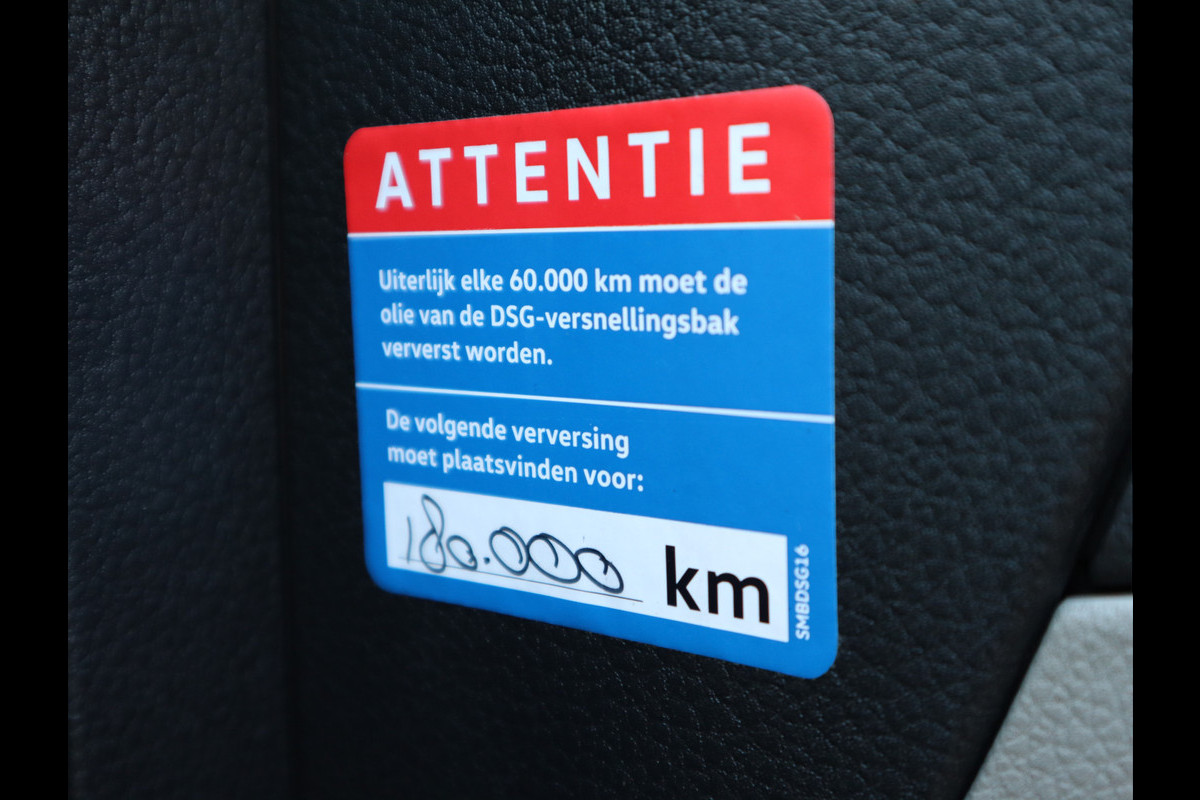 ATTENTIE
Uiterlijk elke 60.000 km moet de
olie van de DSG-versnellingsbak
ververst worden.
De volgende verversing
moet plaatsvinden voor:
180.000 km
SMBDSG16